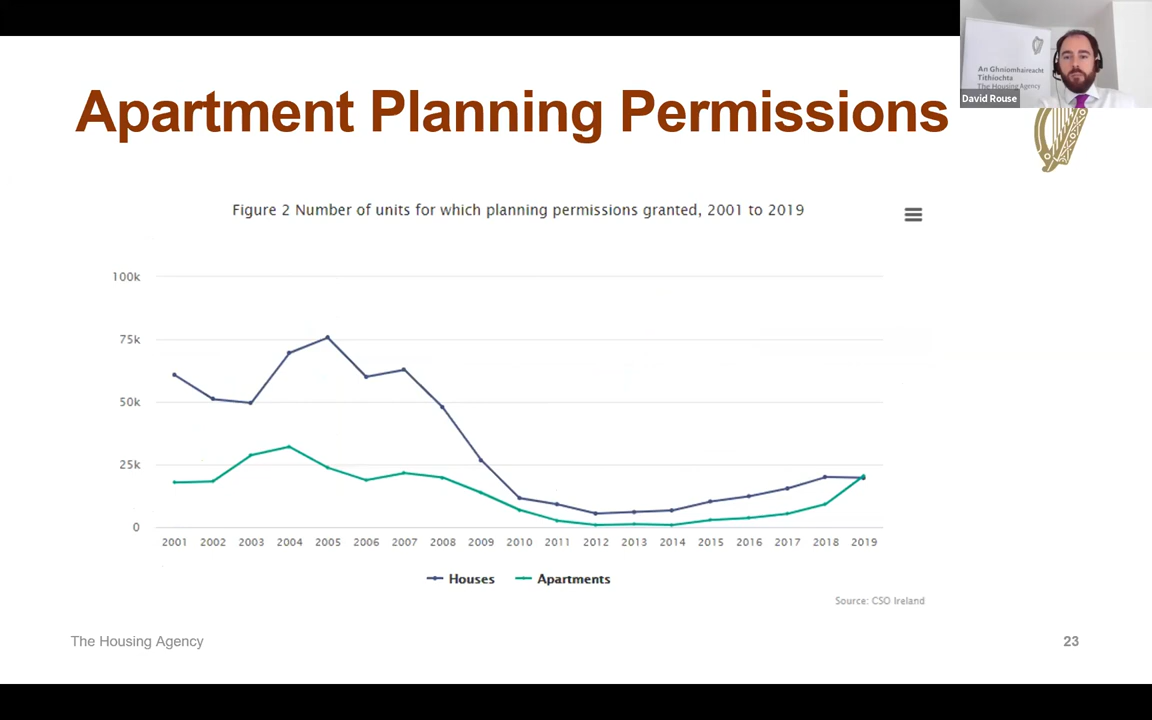 Apartment Planning Permissions
An Ghníomhaireacht
Tithíochta
The Housing Agency
David Rouse
Figure 2 Number of units for which planning permissions granted, 2001 to 2019
100k
75k
50k
25k
0
2001 2002 2003 2004 2005 2006 2007 2008 2009 2010 2011 2012 2013 2014 2015 2016 2017 2018 2019
Houses Apartments
Source: CSO Ireland
The Housing Agency 23